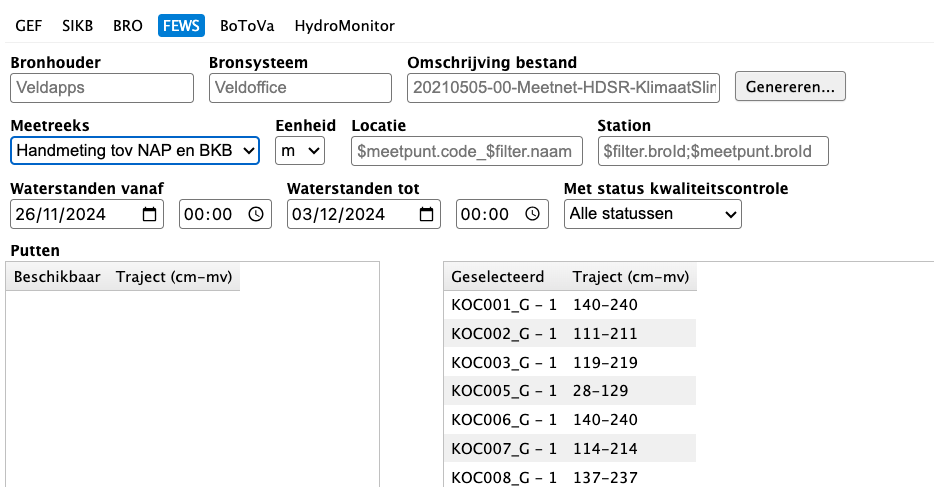 GEF SIKB BRO FEWS BoToVa HydroMonitor
Bronhouder Bronsysteem Omschrijving bestand
Veldapps Veldoffice 20210505-00-Meetnet-HDSR-KlimaatSlin Genereren...
Meetreeks Eenheid Locatie Station
Handmeting tov NAP en BKB m $meetpunt.code_$filter.naam $filter.broId;$meetpunt.broId
Waterstanden vanaf Waterstanden tot Met status kwaliteitscontrole
26/11/2024 00:00 03/12/2024 00:00 Alle statussen
Putten
Beschikbaar Traject (cm-mv) Geselecteerd Traject (cm-mv)
KOC001_G - 1 140-240
KOC002_G - 1 111-211
KOC003_G - 1 119-219
KOC005_G - 1 28-129
KOC006_G - 1 140-240
KOC007_G - 1 114-214
KOC008_G - 1 137-237